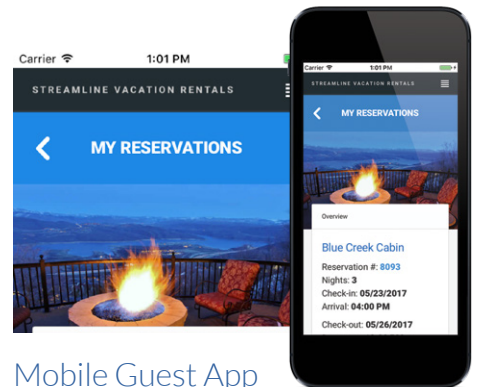 Carrier 1:01 PM
STREAMLINE VACATION RENTALS
MY RESERVATIONS
Carrier 1:01 PM
STREAMLINE VACATION RENTALS
MY RESERVATIONS
Overview
Blue Creek Cabin
Reservation #: 8093
Nights: 3
Check-in: 05/23/2017
Arrival: 04:00 PM
Check-out: 05/26/2017
Mobile Guest App